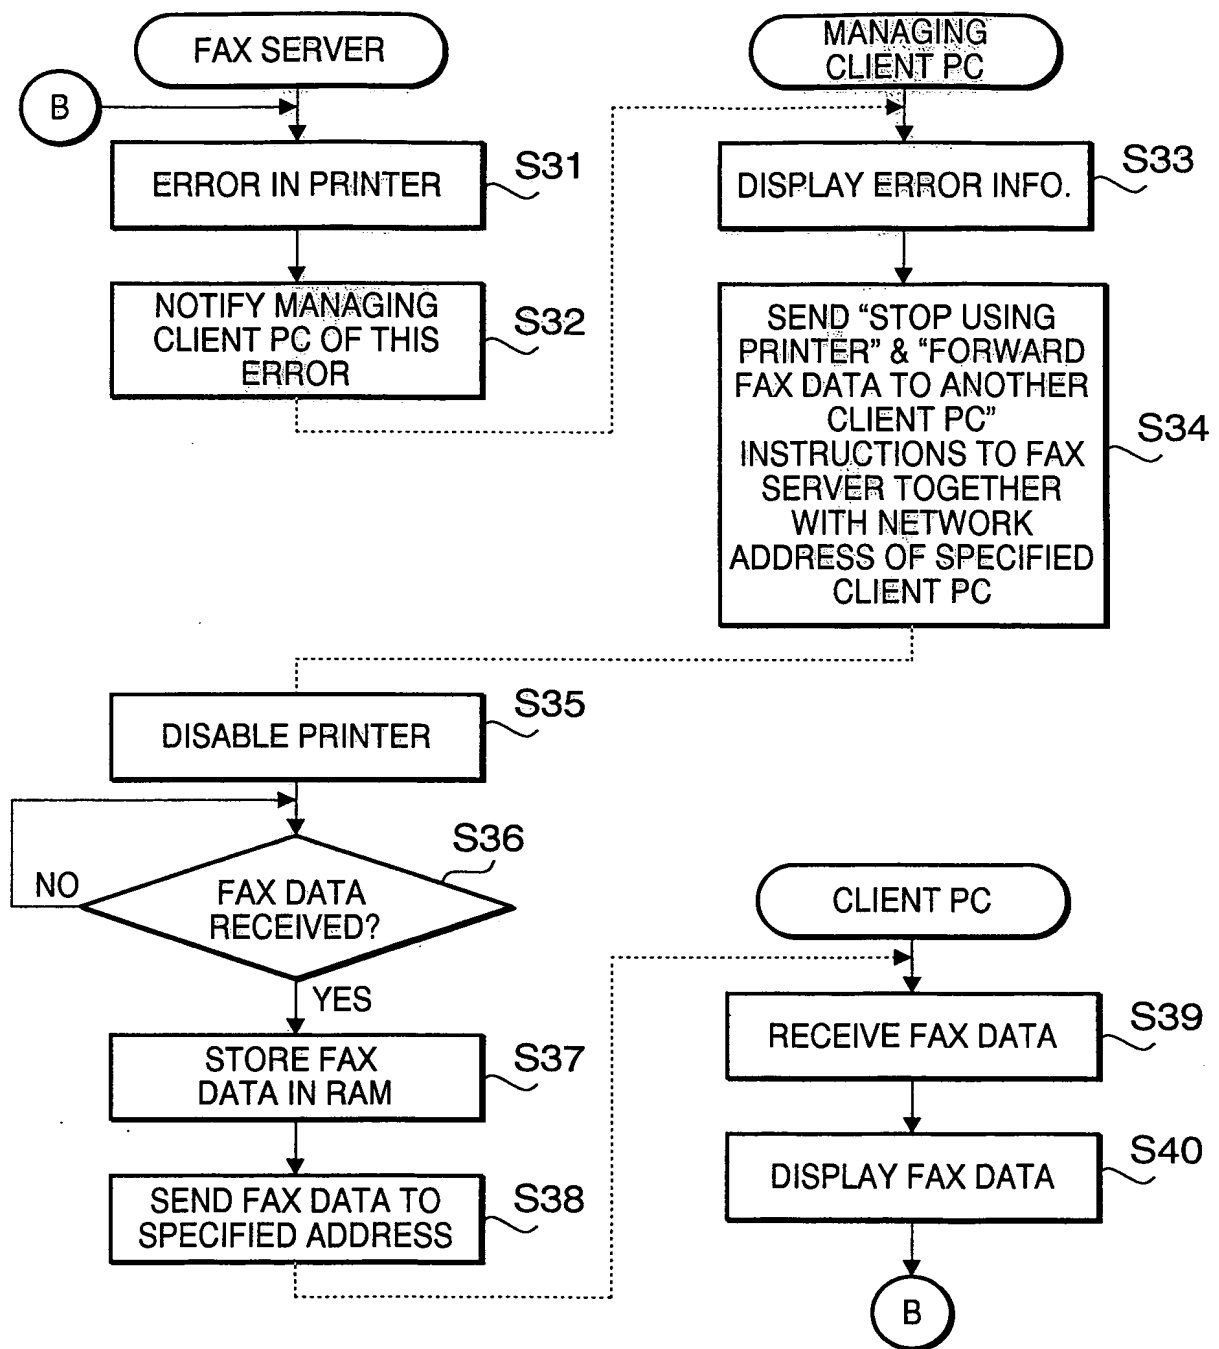 FAX SERVER
B
ERROR IN PRINTER
S31
NOTIFY MANAGING
CLIENT PC OF THIS
ERROR
S32
MANAGING
CLIENT PC
DISPLAY ERROR INFO.
S33
SEND “STOP USING
PRINTER” & “FORWARD
FAX DATA TO ANOTHER
CLIENT PC”
INSTRUCTIONS TO FAX
SERVER TOGETHER
WITH NETWORK
ADDRESS OF SPECIFIED
CLIENT PC
S34
DISABLE PRINTER
S35
FAX DATA
RECEIVED?
S36
NO
YES
STORE FAX
DATA IN RAM
S37
SEND FAX DATA TO
SPECIFIED ADDRESS
S38
CLIENT PC
RECEIVE FAX DATA
S39
DISPLAY FAX DATA
S40
B